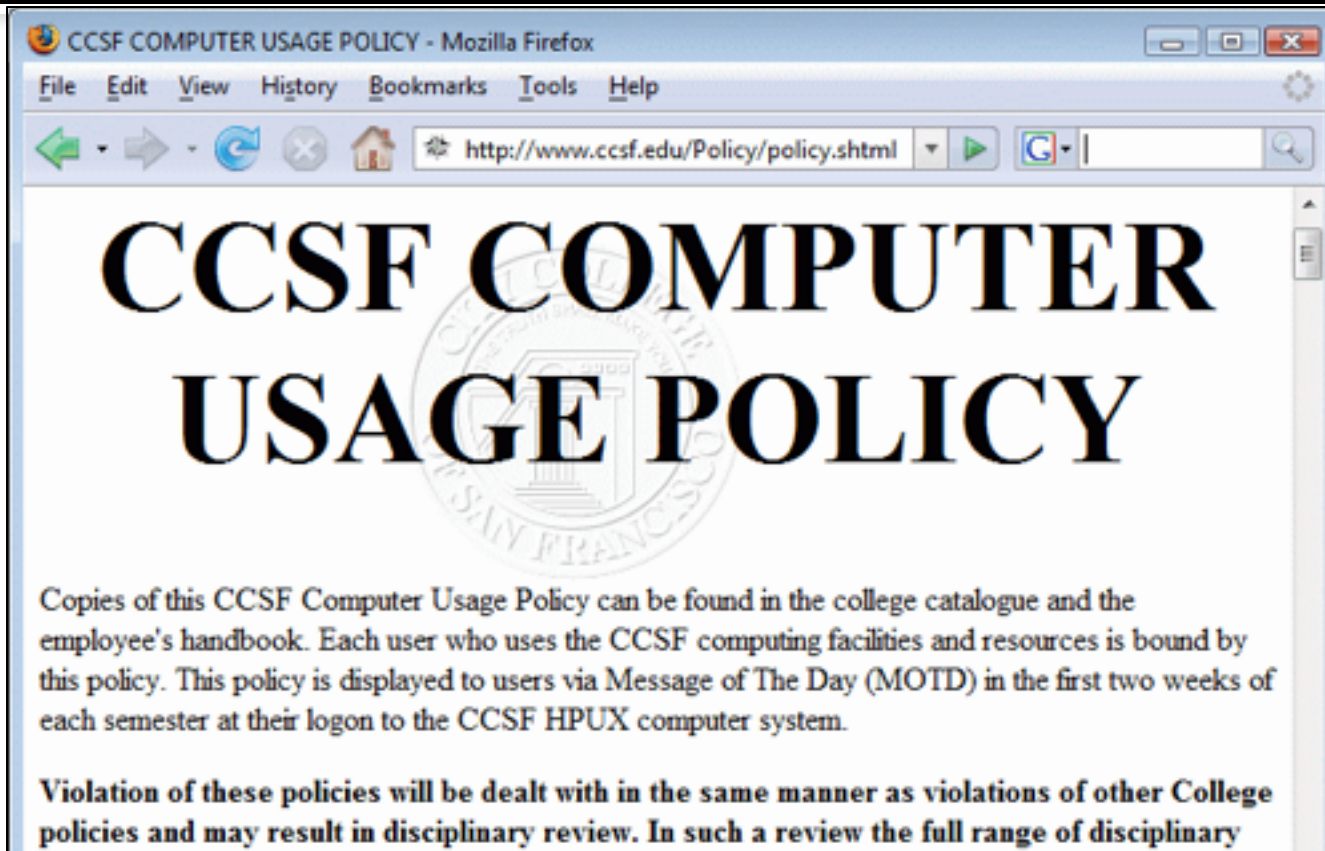 CCSF COMPUTER USAGE POLICY - Mozilla Firefox
File Edit View History Bookmarks Tools Help
http://www.ccsf.edu/Policy/policy.shtml G
CCSF COMPUTER
USAGE POLICY
CITY COLLEGE
OF SAN FRANCISCO
Copies of this CCSF Computer Usage Policy can be found in the college catalogue and the
employee's handbook. Each user who uses the CCSF computing facilities and resources is bound by
this policy. This policy is displayed to users via Message of The Day (MOTD) in the first two weeks of
each semester at their logon to the CCSF HPUX computer system.
Violation of these policies will be dealt with in the same manner as violations of other College
policies and may result in disciplinary review. In such a review the full range of disciplinary